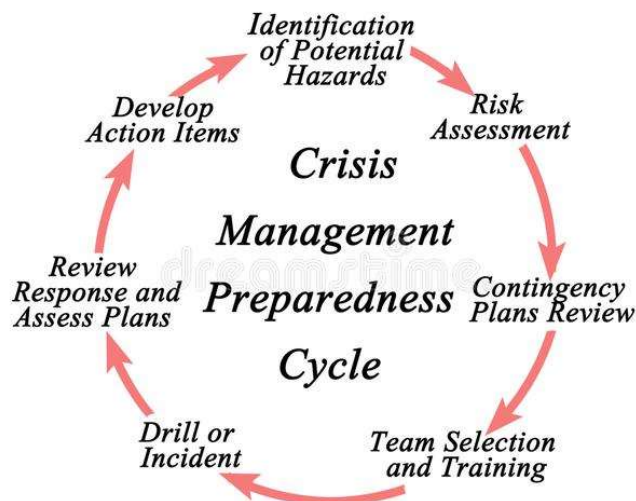 Identification
of Potential
Hazards
Risk
Assessment
Contingency
Plans Review
Team Selection
and Training
Drill or
Incident
Review
Response and
Assess Plans
Develop
Action Items
Crisis
Management
Preparedness
Cycle
dreamstime